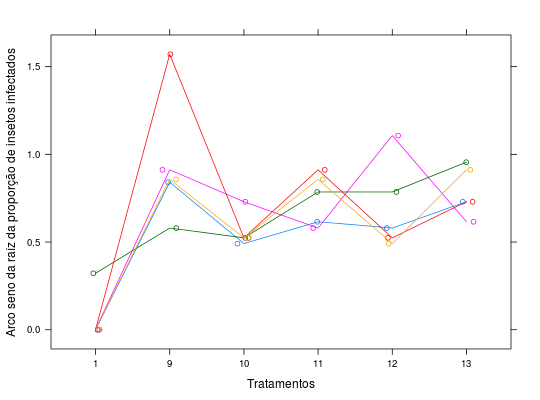 Arco seno da raiz da proporção de insetos infectados
1.5
1.0
0.5
0.0
1 9 10 11 12 13
Tratamentos